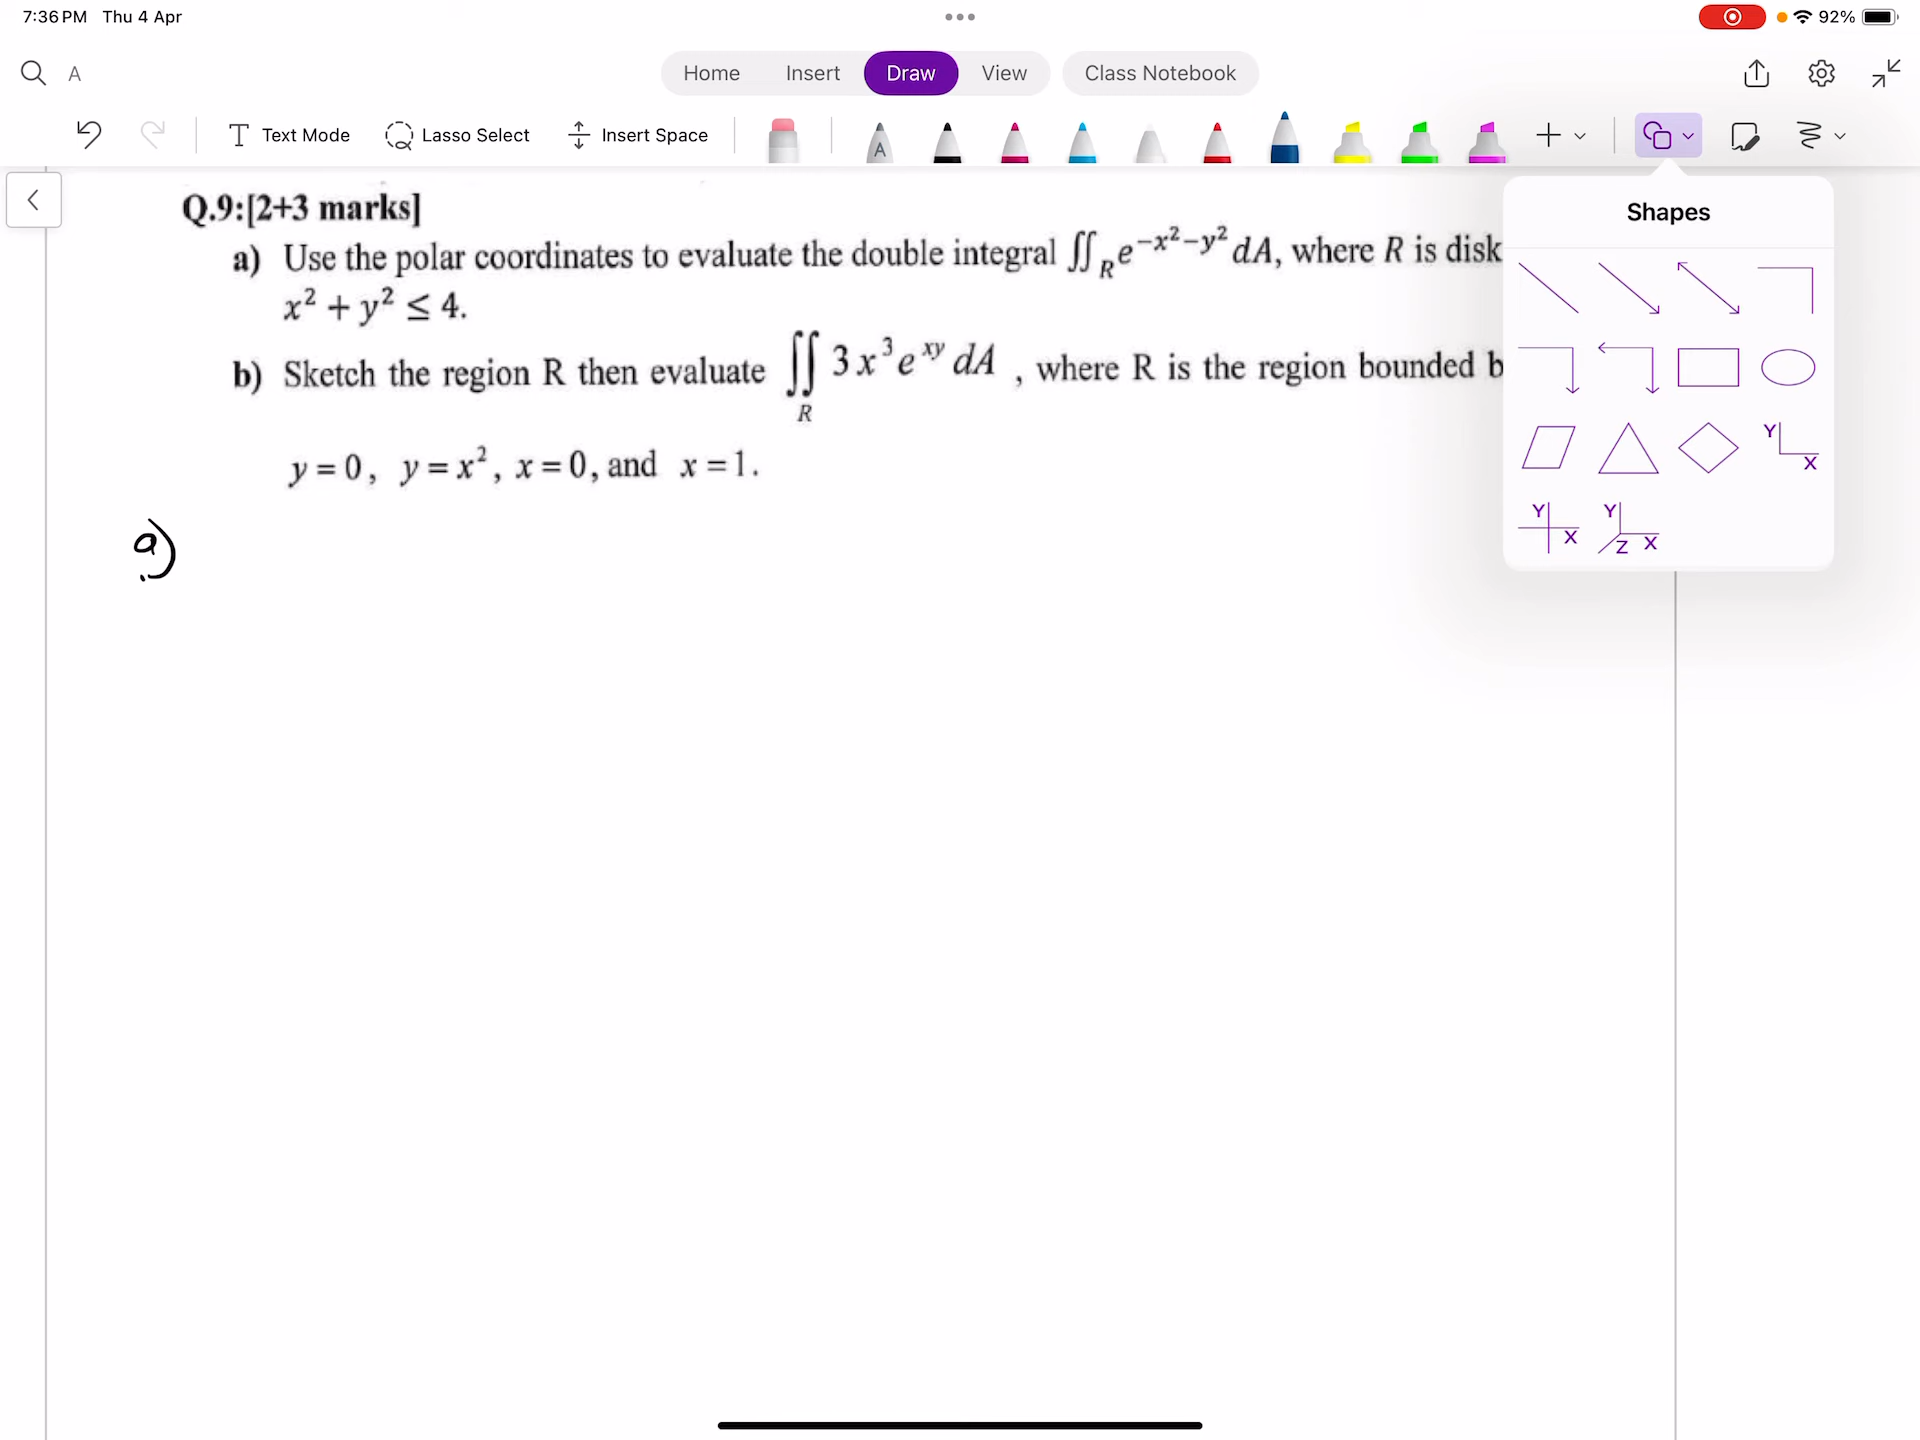 7:36 PM Thu 4 Apr
92%
A
Home Insert Draw View Class Notebook
Text Mode Lasso Select Insert Space
A
Shapes
Y X
Y X
Y Z X
Q.9:[2+3 marks]
a) Use the polar coordinates to evaluate the double integral ∬_R e^{-x²-y²} dA, where R is disk
x² + y² ≤ 4.
b) Sketch the region R then evaluate ∬_R 3x³e^{xy} dA , where R is the region bounded b
y = 0, y = x², x = 0, and x = 1.
a)